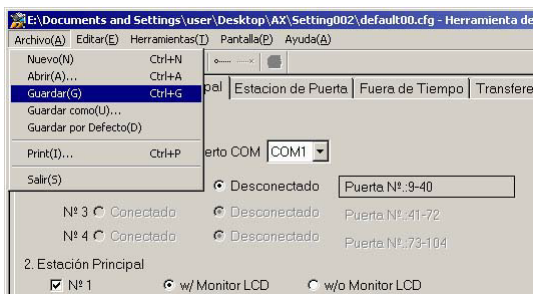 E:\Documents and Settings\user\Desktop\AX\Setting002\default00.cfg - Herramienta de
Archivo(A) Editar(E) Herramientas(T) Pantalla(P) Ayuda(A)
Nuevo(N) Ctrl+N
Abrir(A)... Ctrl+A
Guardar(G) Ctrl+G
Guardar como(U)...
Guardar por Defecto(D)
Print(I)... Ctrl+P
Salir(S)
pal Estacion de Puerta Fuera de Tiempo Transfere
erto COM COM1
Desconectado Puerta Nº.:9-40
Nº 3 Conectado Desconectado Puerta Nº.:41-72
Nº 4 Conectado Desconectado Puerta Nº.:73-104
2. Estación Principal
Nº 1 w/ Monitor LCD w/o Monitor LCD